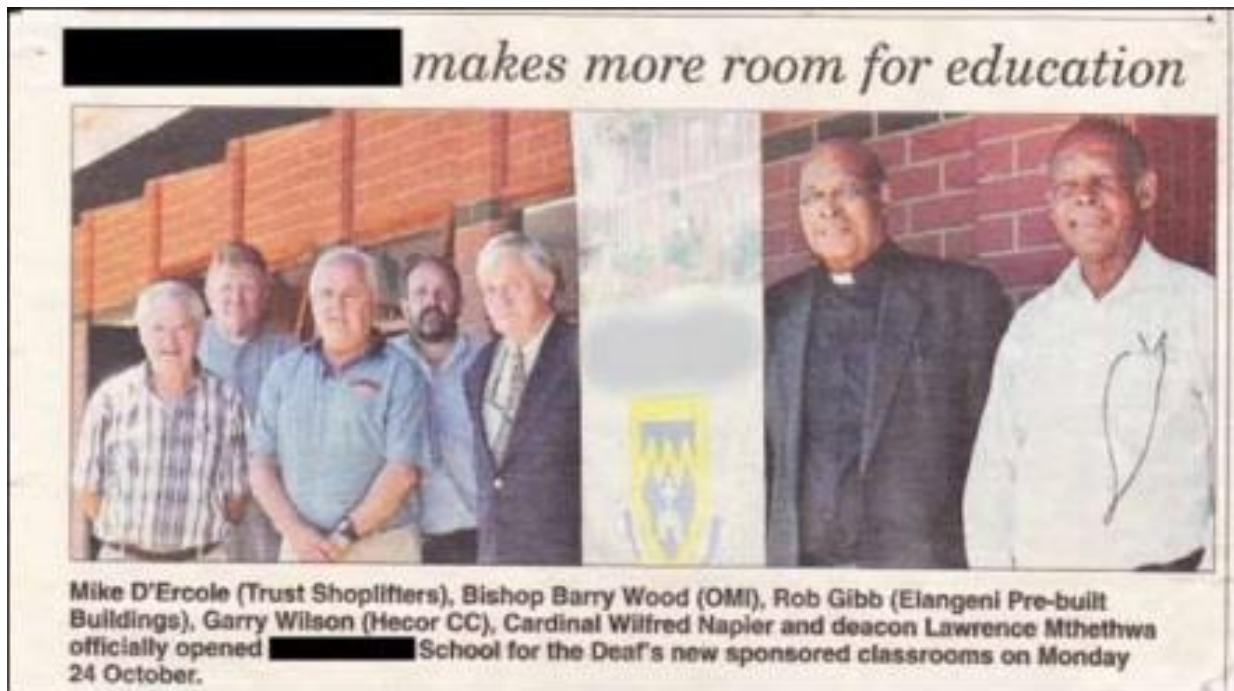 makes more room for education
Mike D'Ercole (Trust Shoplifters), Bishop Barry Wood (OMI), Rob Gibb (Elangeni Pre-built
Buildings), Garry Wilson (Hecor CC), Cardinal Wilfred Napier and deacon Lawrence Mthethwa
officially opened School for the Deaf's new sponsored classrooms on Monday
24 October.